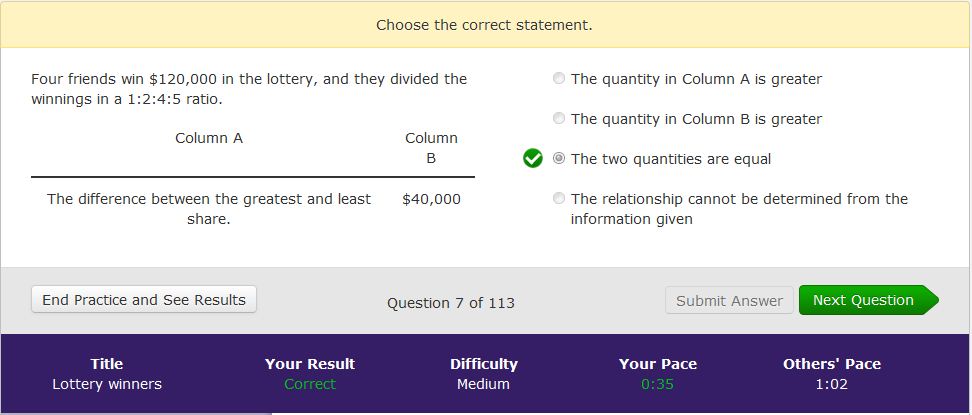 Choose the correct statement.
Four friends win $120,000 in the lottery, and they divided the
winnings in a 1:2:4:5 ratio.
Column A
Column
B
The difference between the greatest and least
share.
$40,000
The quantity in Column A is greater
The quantity in Column B is greater
The two quantities are equal
The relationship cannot be determined from the
information given
End Practice and See Results
Question 7 of 113
Submit Answer
Next Question
Title
Your Result
Difficulty
Your Pace
Others' Pace
Lottery winners
Correct
Medium
0:35
1:02